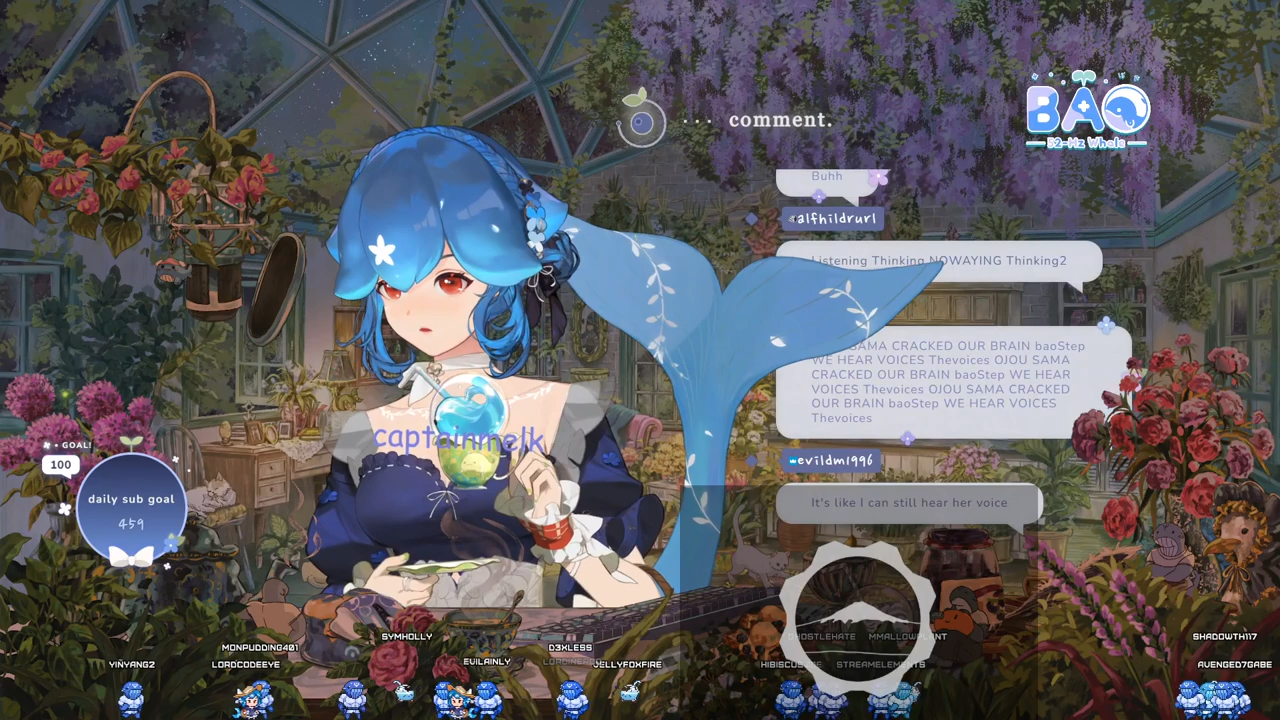 BAO
52-Hz Whale
... comment.
Buhh
alfhildrurl
Listening Thinking NOWAYING Thinking2
SAMA CRACKED OUR BRAIN baoStep
WE HEAR VOICES Thevoices OJOU SAMA
CRACKED OUR BRAIN baoStep WE HEAR
VOICES Thevoices OJOU SAMA CRACKED
OUR BRAIN baoStep WE HEAR VOICES
Thevoices
captainmelk
GOAL!
100
daily sub goal
459
evildm1996
It's like I can still hear her voice
SYMHOLLY
GHOSTLEHATE
MMALLOWPLANT
SHADOWTH117
MONPUDDING401
D3XLESS
YINYANG2
LORDCODEEYE
EVILAINLY
JELLYFOXFIRE
STREAMELEMENTS
AVENGED7GABE